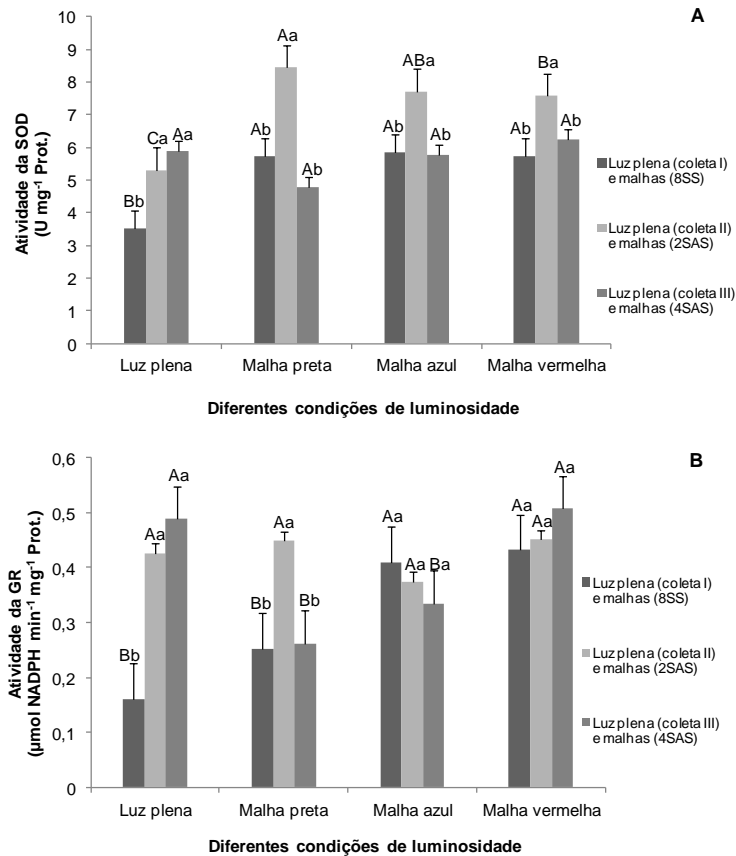 A
Atividade da SOD
(U mg⁻¹ Prot.)
10
9
8
7
6
5
4
3
2
1
0
Bb
Ca
Aa
Ab
Aa
Ab
Ab
ABa
Ab
Ab
Ba
Ab
Luz plena
Malha preta
Malha azul
Malha vermelha
Diferentes condições de luminosidade
Luz plena (coleta I)
e malhas (8SS)
Luz plena (coleta II)
e malhas (2SAS)
Luz plena (coleta III)
e malhas (4SAS)
B
Atividade da GR
(µmol NADPH min⁻¹ mg⁻¹ Prot.)
0,6
0,5
0,4
0,3
0,2
0,1
0
Bb
Aa
Aa
Bb
Aa
Bb
Aa
Aa
Ba
Aa
Aa
Aa
Luz plena
Malha preta
Malha azul
Malha vermelha
Diferentes condições de luminosidade
Luz plena (coleta I)
e malhas (8SS)
Luz plena (coleta II)
e malhas (2SAS)
Luz plena (coleta III)
e malhas (4SAS)